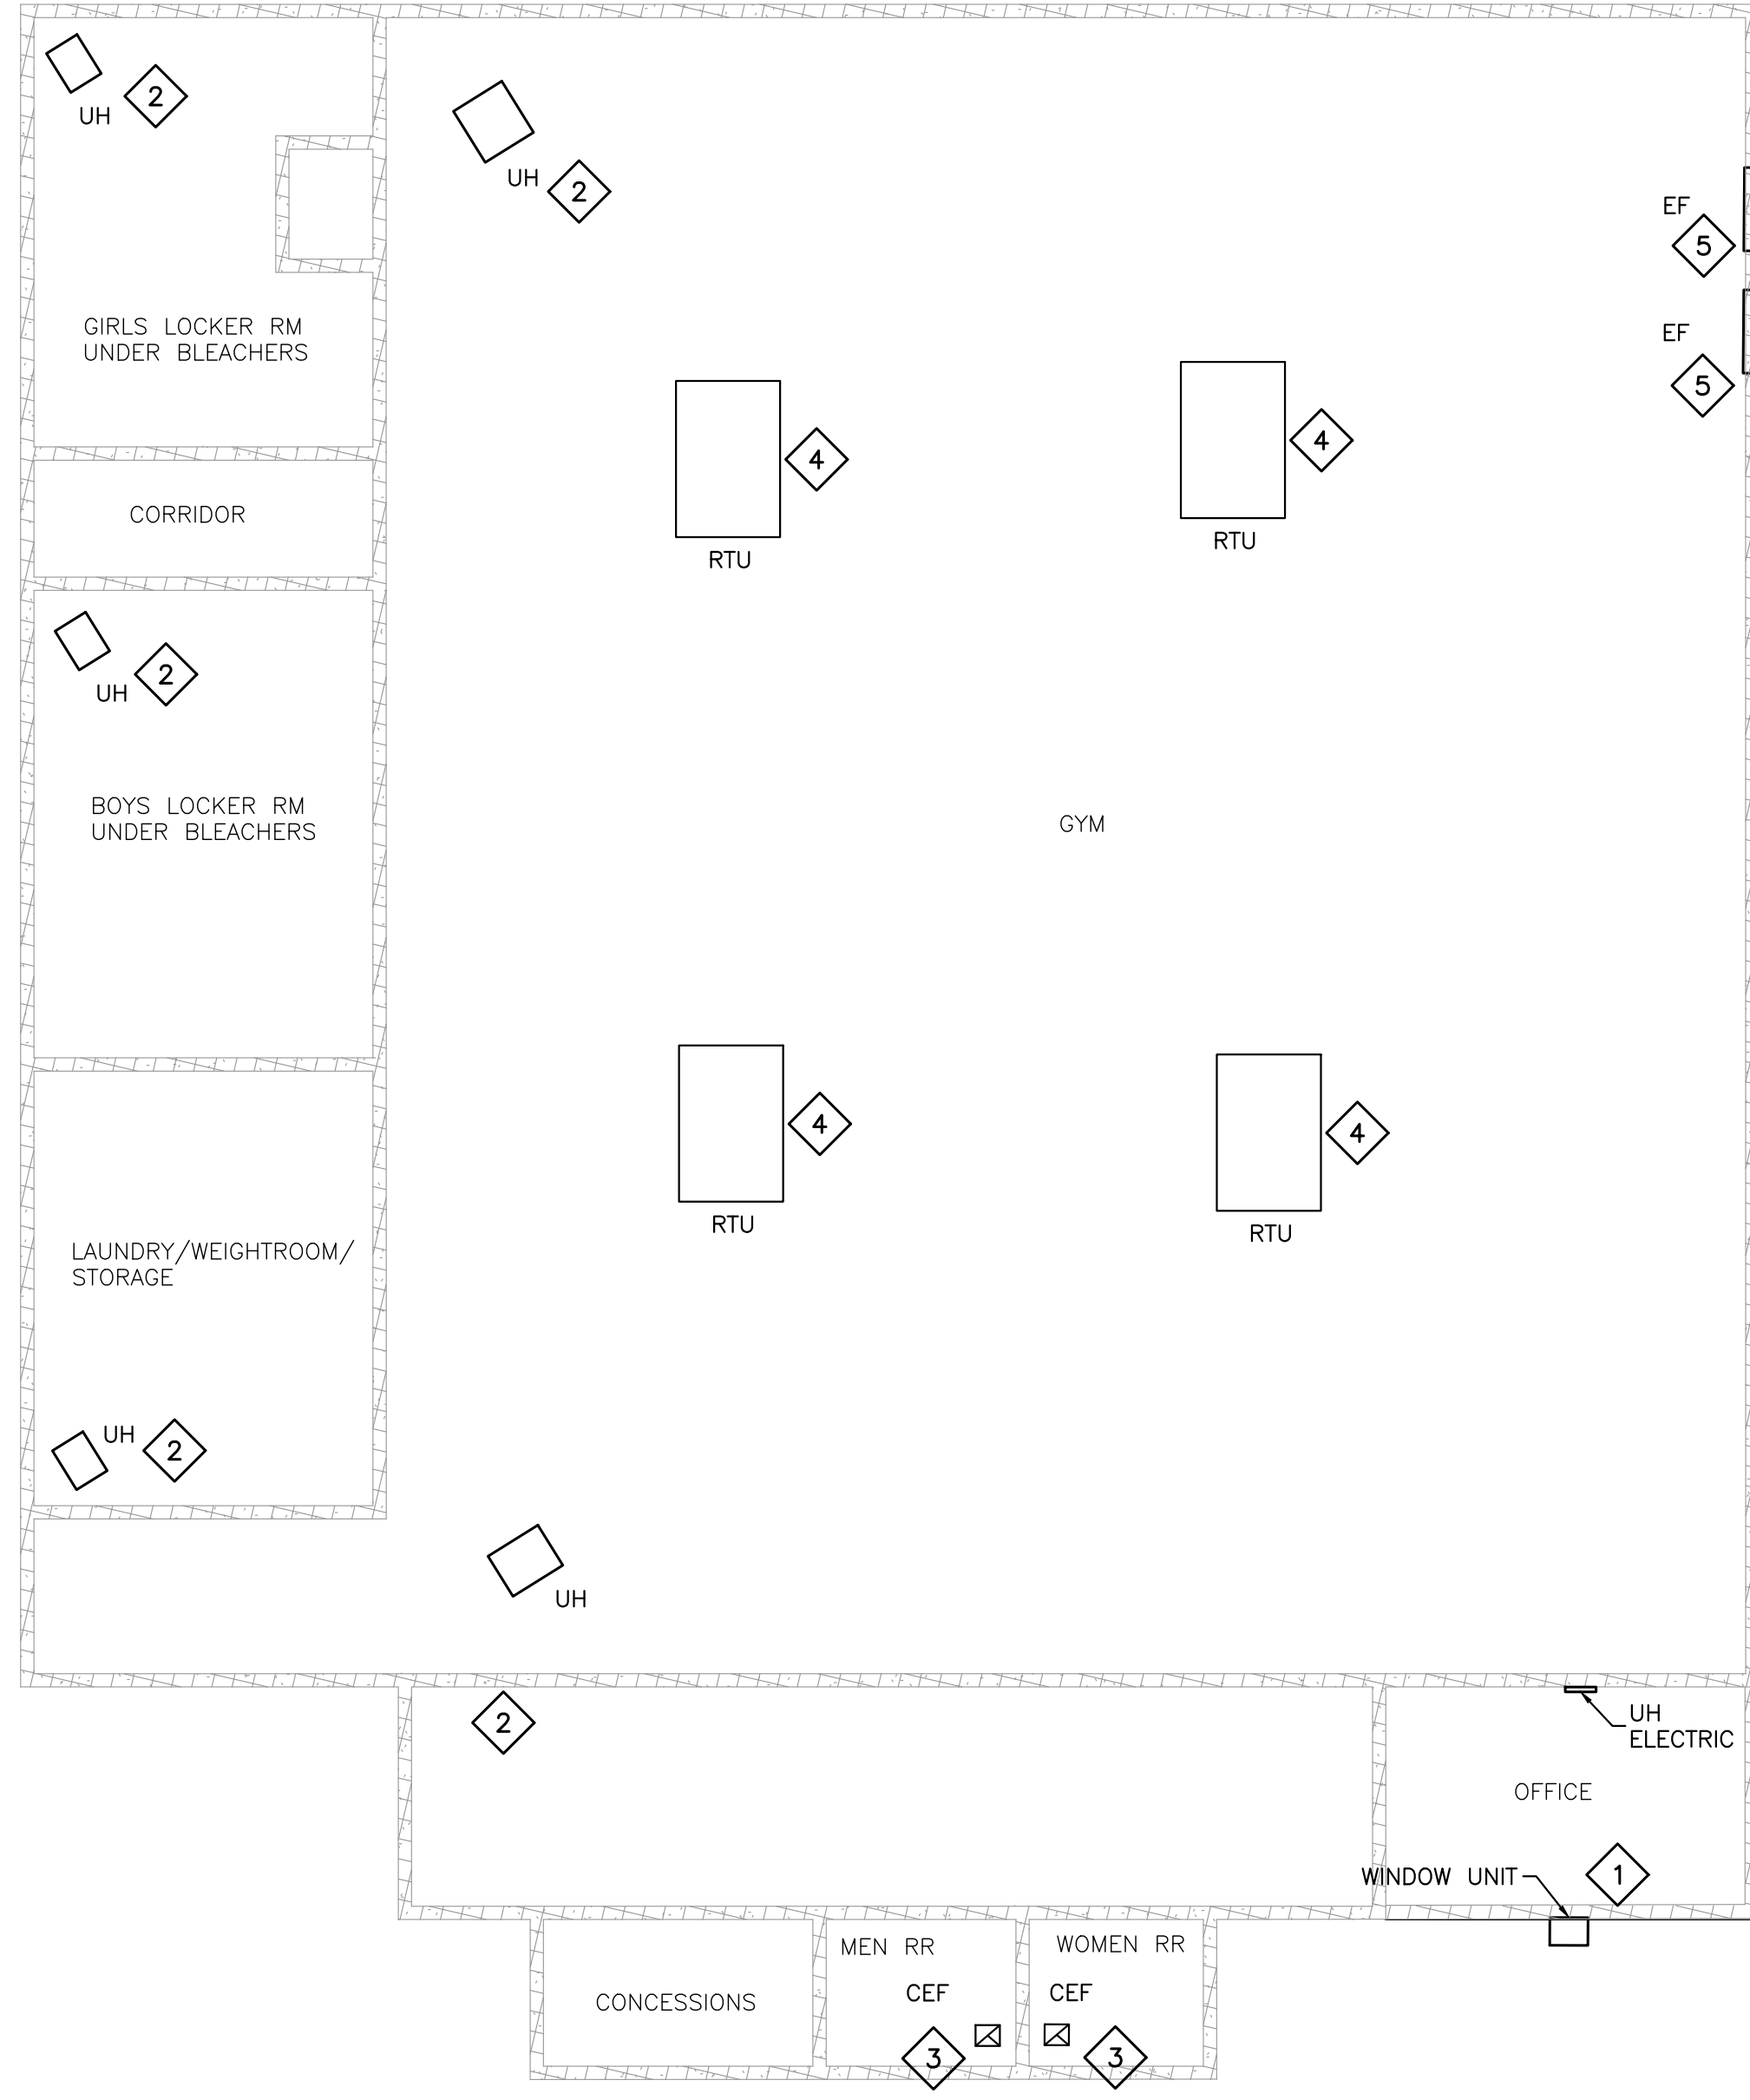 2
UH
2
UH
EF
5
EF
5
GIRLS LOCKER RM
UNDER BLEACHERS
4
RTU
4
RTU
CORRIDOR
2
UH
BOYS LOCKER RM
UNDER BLEACHERS
GYM
4
RTU
4
RTU
LAUNDRY/WEIGHTROOM/
STORAGE
UH
2
UH
2
UH
ELECTRIC
OFFICE
WINDOW UNIT
1
MEN RR
WOMEN RR
CEF
CEF
CONCESSIONS
3
3